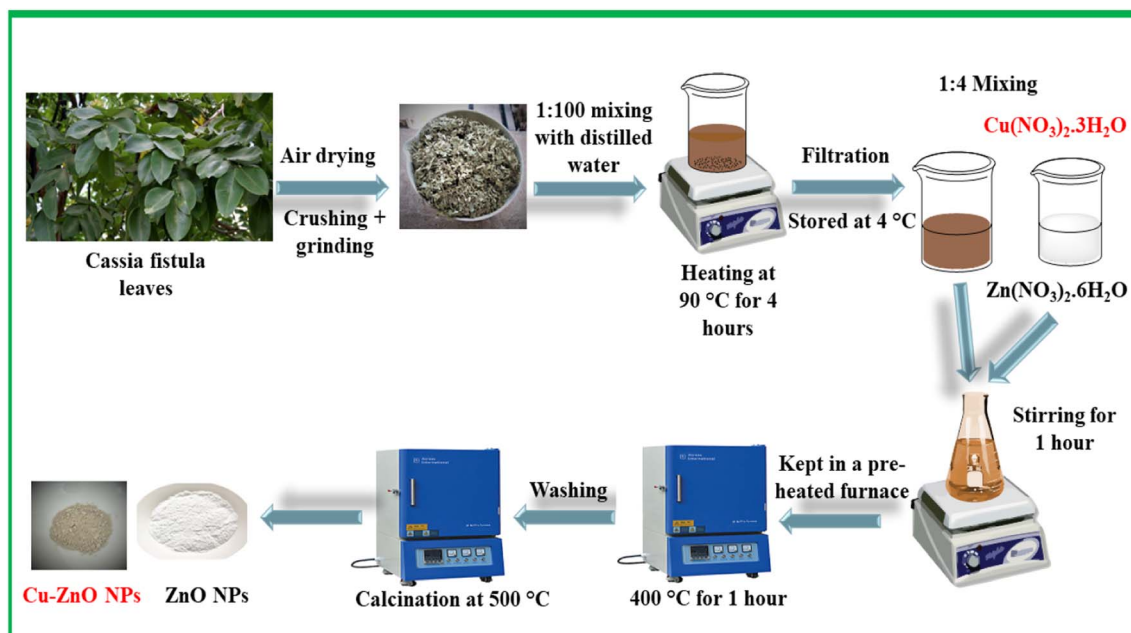 Cassia fistula
leaves
Air drying
Crushing +
grinding
1:100 mixing
with distilled
water
Heating at
90 °C for 4
hours
Filtration
Stored at 4 °C
1:4 Mixing
Cu(NO3)2.3H2O
Zn(NO3)2.6H2O
Stirring for
1 hour
Kept in a pre-
heated furnace
400 °C for 1 hour
Washing
Calcination at 500 °C
Cu-ZnO NPs
ZnO NPs